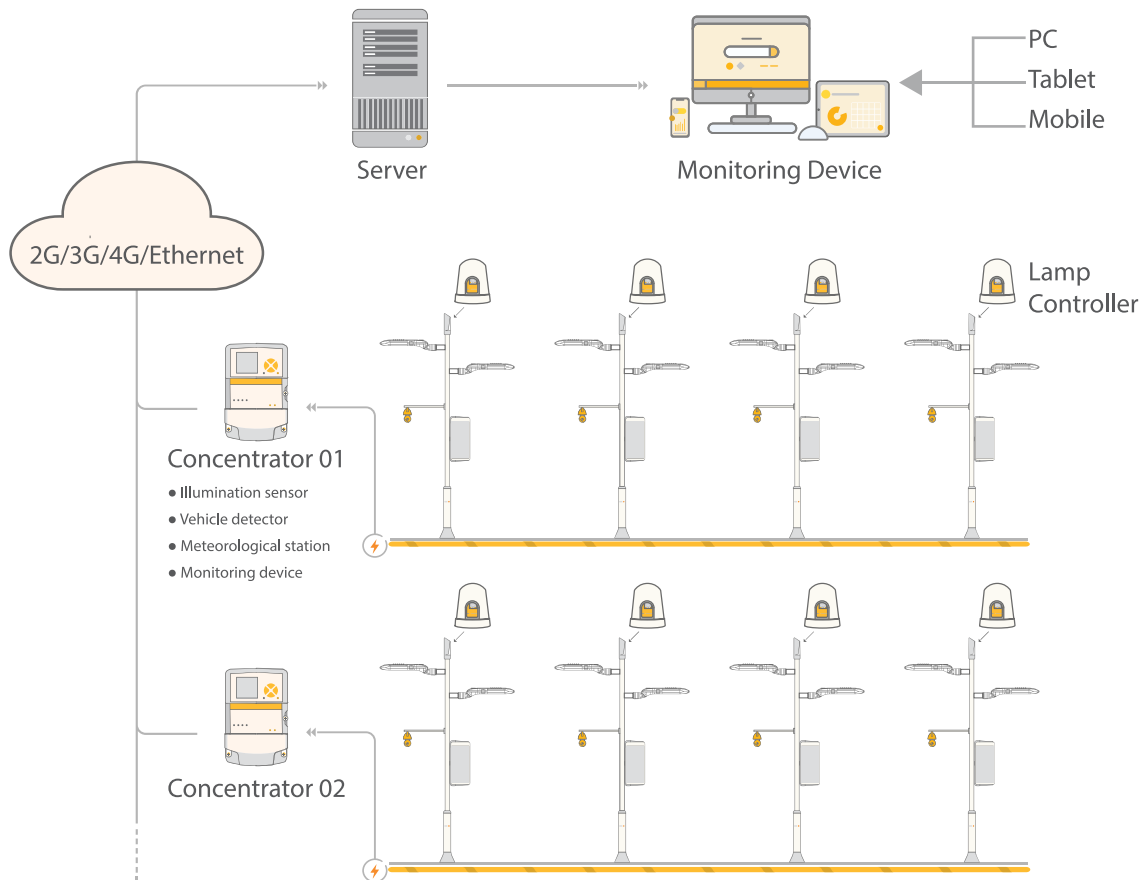 PC
Tablet
Mobile
Server
Monitoring Device
2G/3G/4G/Ethernet
Lamp
Controller
Concentrator 01
● Illumination sensor
● Vehicle detector
● Meteorological station
● Monitoring device
Concentrator 02